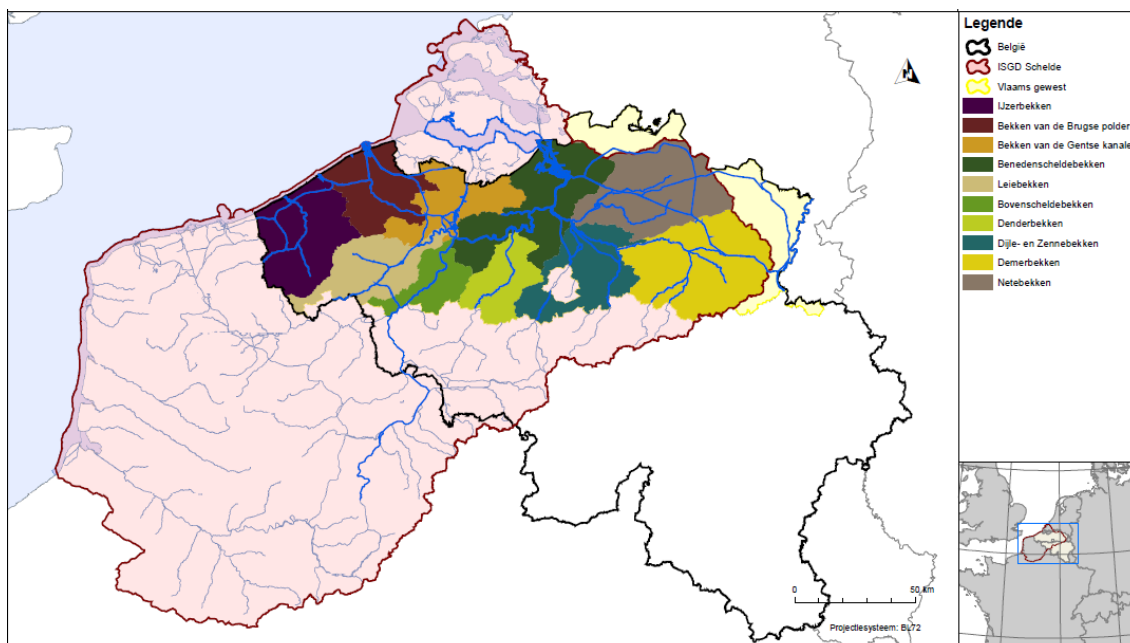 Legende
België
ISGD Schelde
Vlaams gewest
IJzerbekken
Bekken van de Brugse polder
Bekken van de Gentse kanale
Benedenscheldebekken
Leiebekken
Bovenscheldebekken
Denderbekken
Dijle- en Zennebekken
Demerbekken
Netebekken
N
0 50 km
Projectiesysteem: BL72